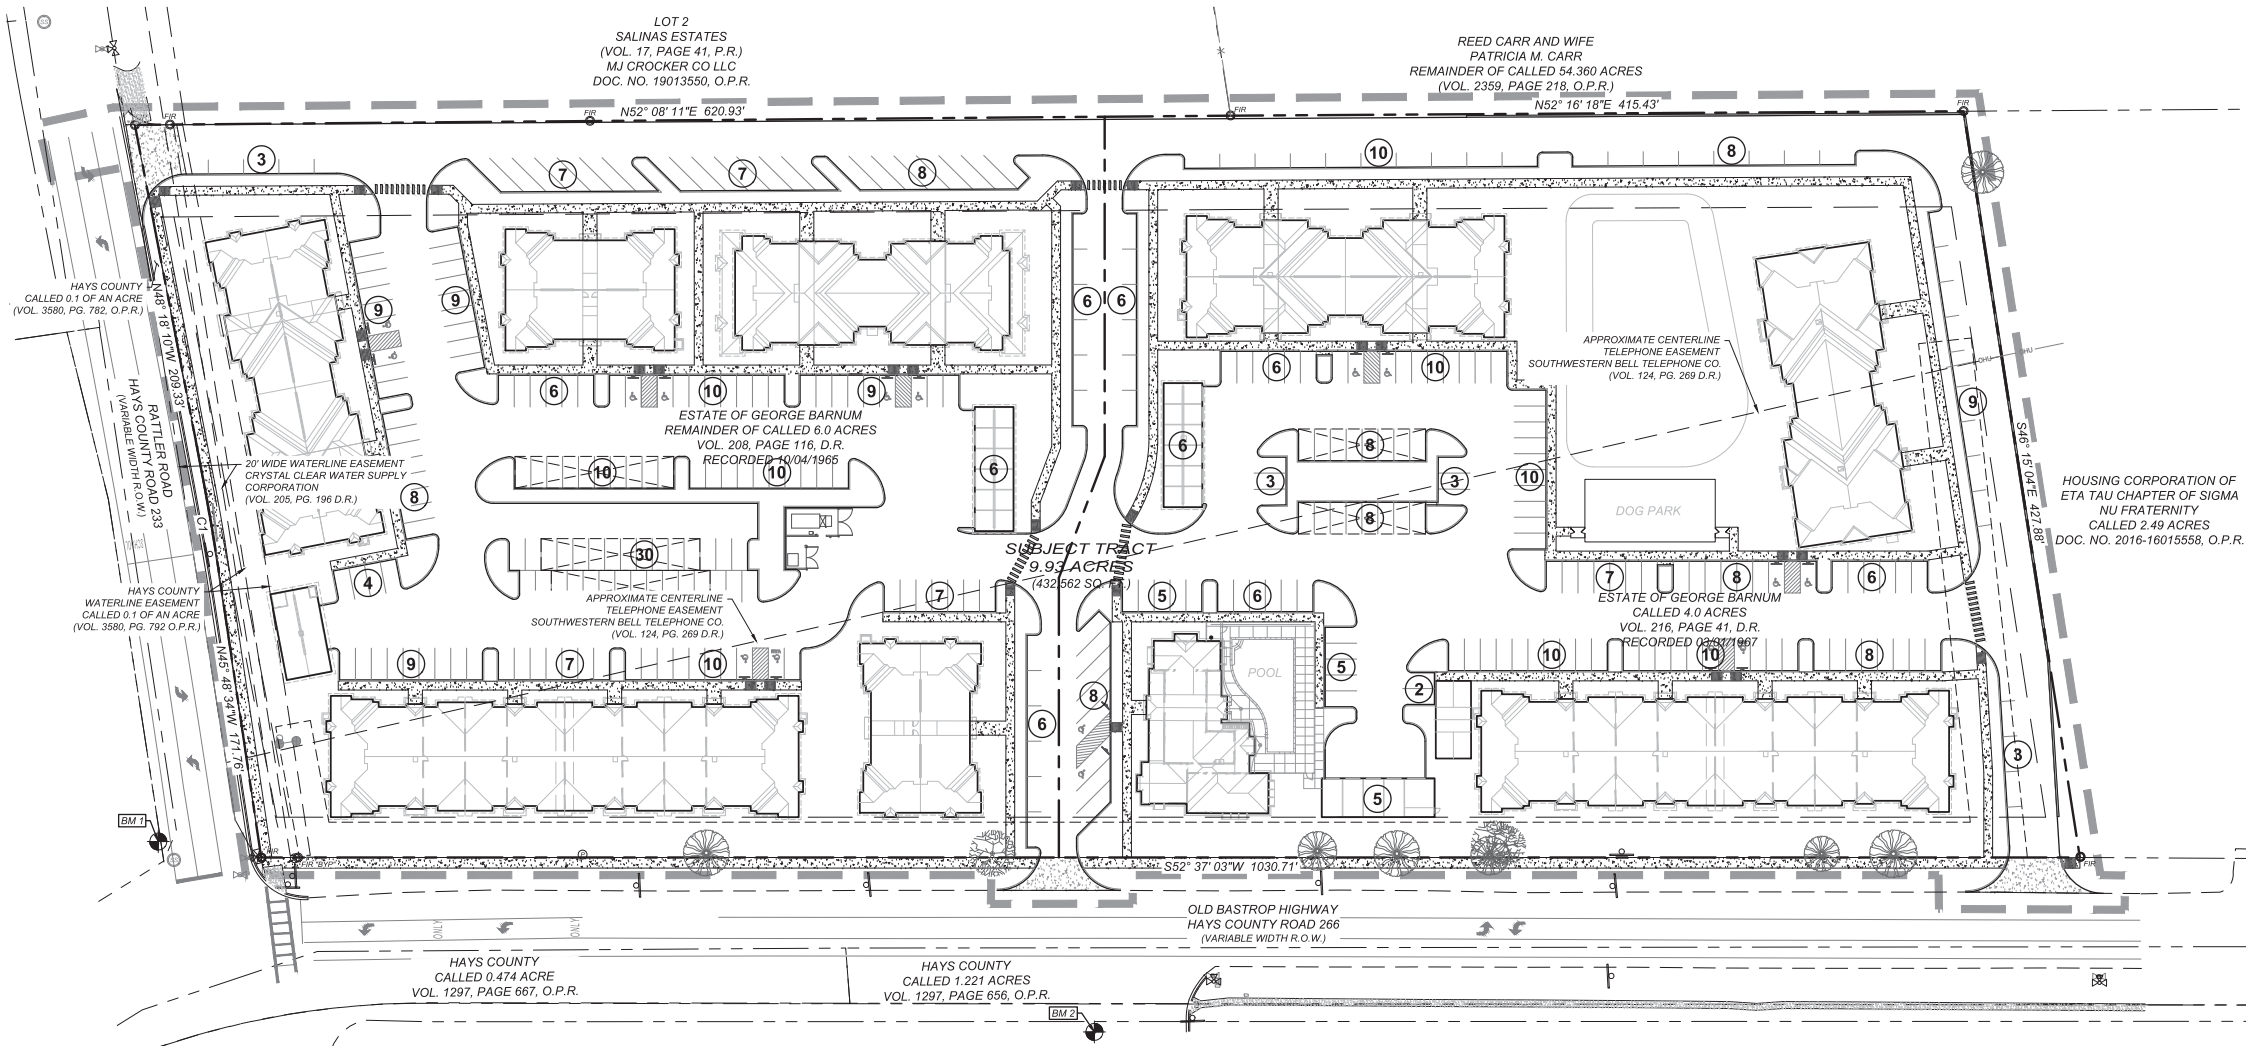 LOT 2
SALINAS ESTATES
(VOL. 17, PAGE 41, P.R.)
MJ CROCKER CO LLC
DOC. NO. 19013550, O.P.R.
REED CARR AND WIFE
PATRICIA M. CARR
REMAINDER OF CALLED 54.360 ACRES
(VOL. 2359, PAGE 218, O.P.R.)
N52° 08' 11"E 620.93'
N52° 16' 18"E 415.43'
FIR
FIR
FIR
FIR
SS
3
7
7
8
10
8
HAYS COUNTY
CALLED 0.1 OF AN ACRE
(VOL. 3580, PG. 782, O.P.R.)
N48° 18' 10"W 209.33'
9
9
6
6
APPROXIMATE CENTERLINE
TELEPHONE EASEMENT
SOUTHWESTERN BELL TELEPHONE CO.
(VOL. 124, PG. 269 D.R.)
OHU
OHU
6
10
9
6
10
9
RATTLER ROAD
HAYS COUNTY ROAD 233
(VARIABLE WIDTH R.O.W.)
ESTATE OF GEORGE BARNUM
REMAINDER OF CALLED 6.0 ACRES
VOL. 208, PAGE 116, D.R.
RECORDED 10/04/1965
20' WIDE WATERLINE EASEMENT
CRYSTAL CLEAR WATER SUPPLY
CORPORATION
(VOL. 205, PG. 196 D.R.)
C1
8
10
10
6
6
8
3
3
8
10
S46° 15' 04"E 427.88'
HOUSING CORPORATION OF
ETA TAU CHAPTER OF SIGMA
NU FRATERNITY
CALLED 2.49 ACRES
DOC. NO. 2016-16015558, O.P.R.
DOG PARK
SUBJECT TRACT
9.93 ACRES
(432,562 SQ. FT.)
30
4
HAYS COUNTY
WATERLINE EASEMENT
CALLED 0.1 OF AN ACRE
(VOL. 3580, PG. 792 O.P.R.)
APPROXIMATE CENTERLINE
TELEPHONE EASEMENT
SOUTHWESTERN BELL TELEPHONE CO.
(VOL. 124, PG. 269 D.R.)
7
5
6
7
8
6
ESTATE OF GEORGE BARNUM
CALLED 4.0 ACRES
VOL. 216, PAGE 41, D.R.
RECORDED 03/31/1967
N45° 48' 34"W 171.76'
9
7
10
POOL
5
2
10
10
8
8
6
3
5
BM 1
FIR
FIR "BYP"
P
S52° 37' 03"W 1030.71'
FIR
OLD BASTROP HIGHWAY
HAYS COUNTY ROAD 266
(VARIABLE WIDTH R.O.W.)
ONLY
ONLY
HAYS COUNTY
CALLED 0.474 ACRE
VOL. 1297, PAGE 667, O.P.R.
HAYS COUNTY
CALLED 1.221 ACRES
VOL. 1297, PAGE 656, O.P.R.
BM 2